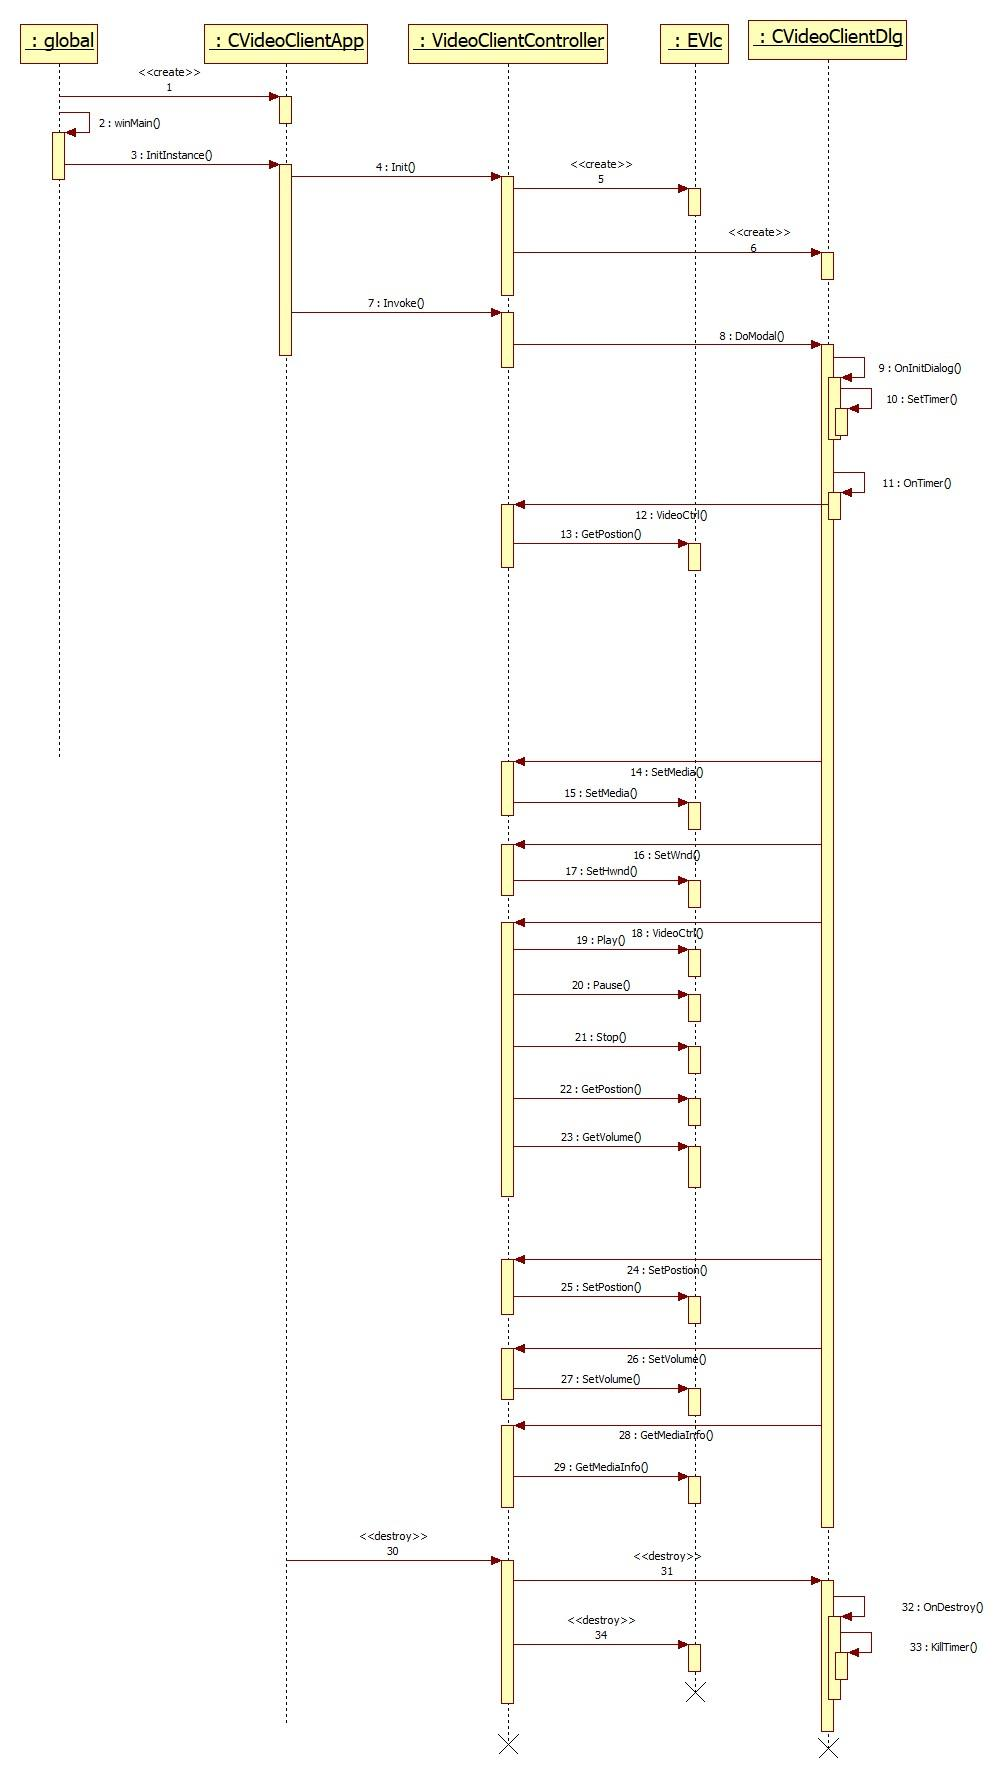 : global
: CVideoClientApp
: VideoClientController
: EVlc
: CVideoClientDlg
<<create>>
1
2 : winMain()
3 : InitInstance()
4 : Init()
<<create>>
5
<<create>>
6
7 : Invoke()
8 : DoModal()
9 : OnInitDialog()
10 : SetTimer()
11 : OnTimer()
12 : VideoCtrl()
13 : GetPostion()
14 : SetMedia()
15 : SetMedia()
16 : SetWnd()
17 : SetHwnd()
18 : VideoCtrl()
19 : Play()
20 : Pause()
21 : Stop()
22 : GetPostion()
23 : GetVolume()
24 : SetPostion()
25 : SetPostion()
26 : SetVolume()
27 : SetVolume()
28 : GetMediaInfo()
29 : GetMediaInfo()
<<destroy>>
30
<<destroy>>
31
32 : OnDestroy()
<<destroy>>
34
33 : KillTimer()